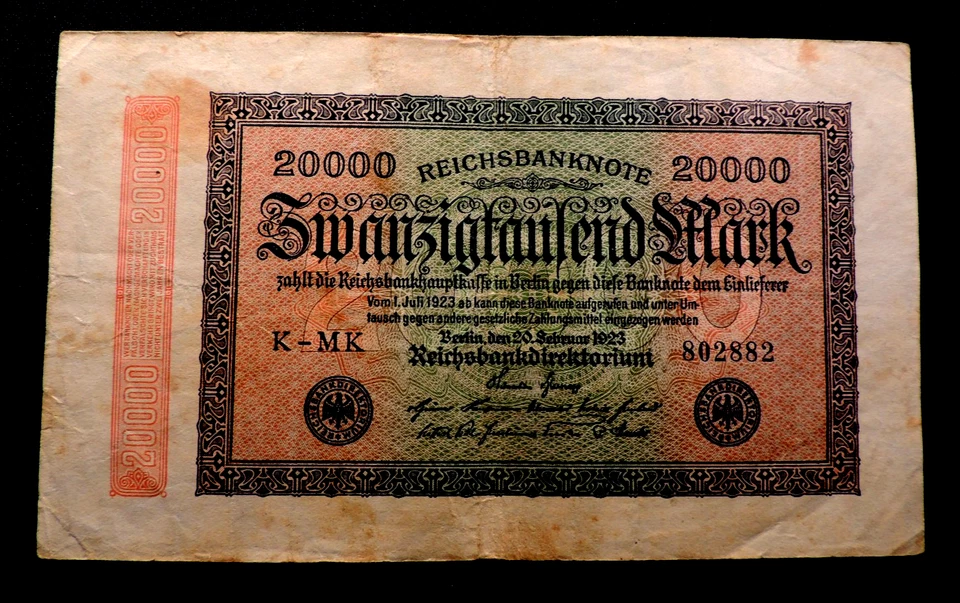 20000
20000
20000 REICHSBANKNOTE 20000
Zwanzigtausend Mark
zahlt die Reichsbankhauptkasse in Berlin gegen diese Banknote dem Einlieferer
Vom 1. Juli 1923 ab kann diese Banknote aufgerufen und unter Um-
tausch gegen andere gesetzliche Zahlungsmittel eingezogen werden
Berlin, den 20. Februar 1923
K-MK Reichsbankdirektorium 802882